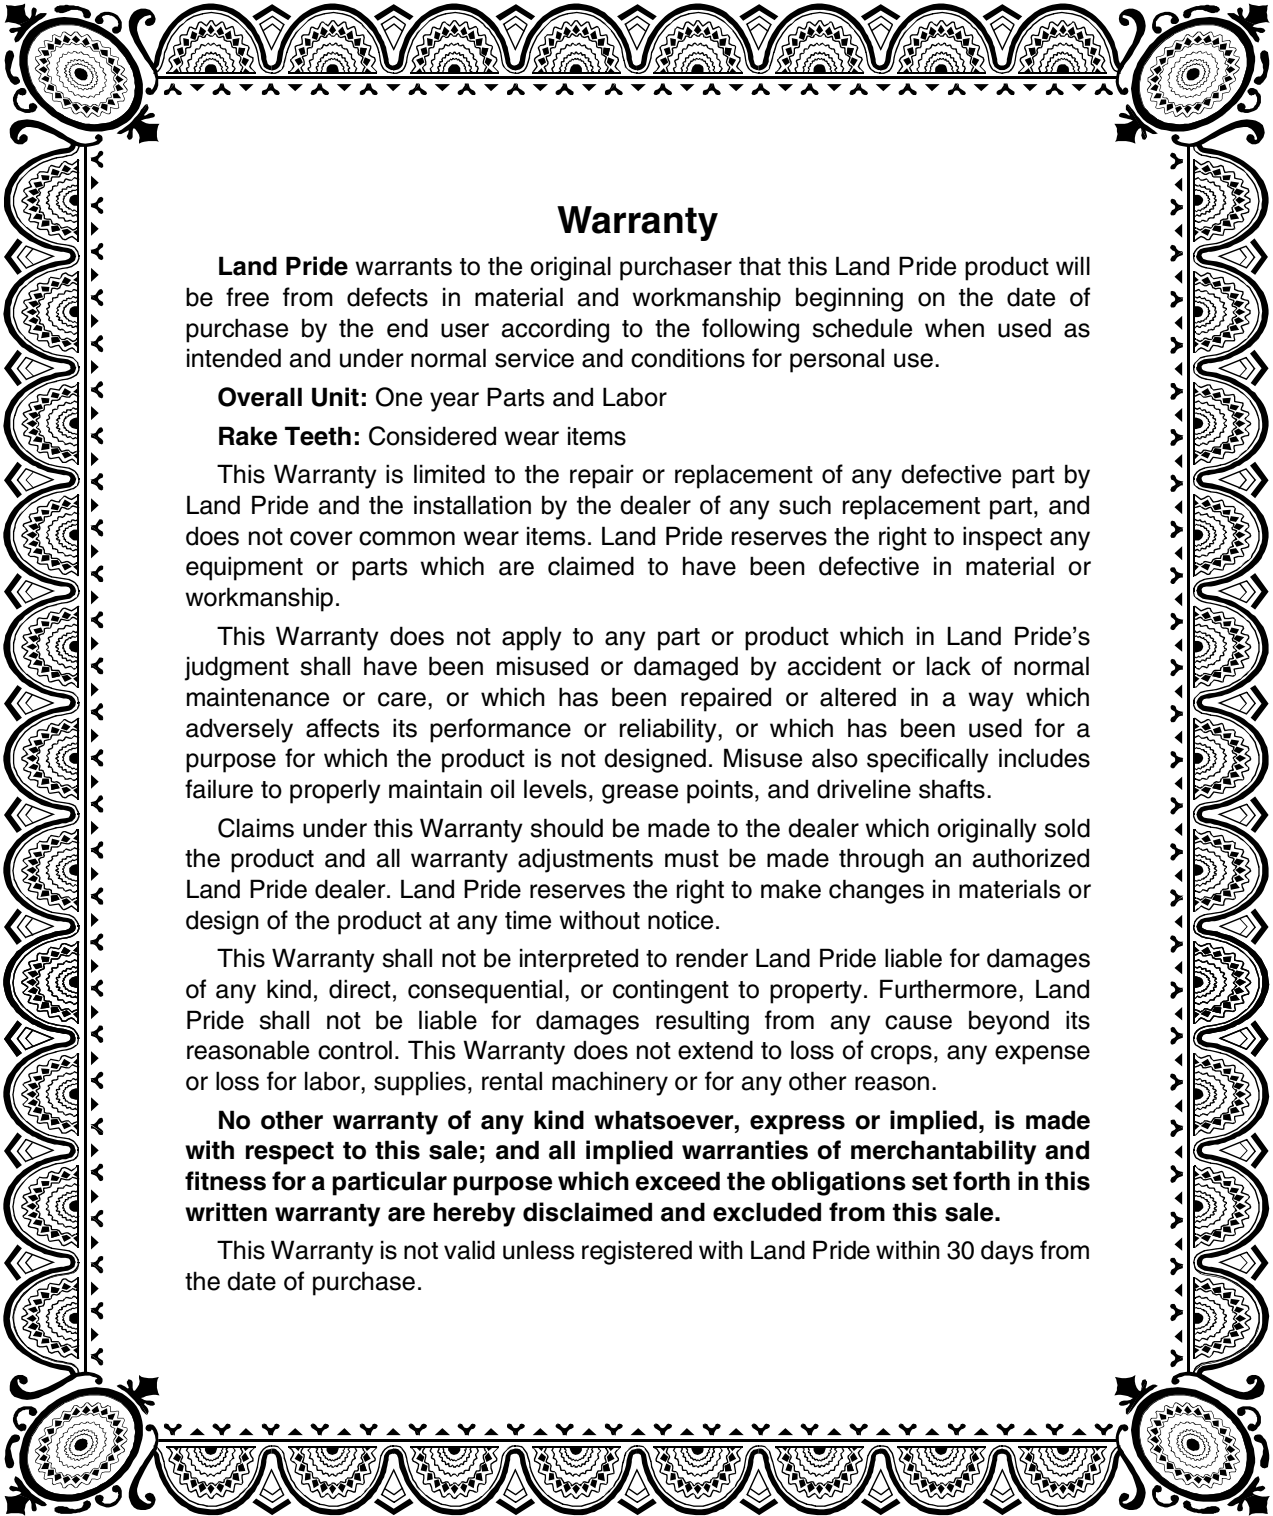 Warranty
Land Pride warrants to the original purchaser that this Land Pride product will
be free from defects in material and workmanship beginning on the date of
purchase by the end user according to the following schedule when used as
intended and under normal service and conditions for personal use.
Overall Unit: One year Parts and Labor
Rake Teeth: Considered wear items
This Warranty is limited to the repair or replacement of any defective part by
Land Pride and the installation by the dealer of any such replacement part, and
does not cover common wear items. Land Pride reserves the right to inspect any
equipment or parts which are claimed to have been defective in material or
workmanship.
This Warranty does not apply to any part or product which in Land Pride’s
judgment shall have been misused or damaged by accident or lack of normal
maintenance or care, or which has been repaired or altered in a way which
adversely affects its performance or reliability, or which has been used for a
purpose for which the product is not designed. Misuse also specifically includes
failure to properly maintain oil levels, grease points, and driveline shafts.
Claims under this Warranty should be made to the dealer which originally sold
the product and all warranty adjustments must be made through an authorized
Land Pride dealer. Land Pride reserves the right to make changes in materials or
design of the product at any time without notice.
This Warranty shall not be interpreted to render Land Pride liable for damages
of any kind, direct, consequential, or contingent to property. Furthermore, Land
Pride shall not be liable for damages resulting from any cause beyond its
reasonable control. This Warranty does not extend to loss of crops, any expense
or loss for labor, supplies, rental machinery or for any other reason.
No other warranty of any kind whatsoever, express or implied, is made
with respect to this sale; and all implied warranties of merchantability and
fitness for a particular purpose which exceed the obligations set forth in this
written warranty are hereby disclaimed and excluded from this sale.
This Warranty is not valid unless registered with Land Pride within 30 days from
the date of purchase.